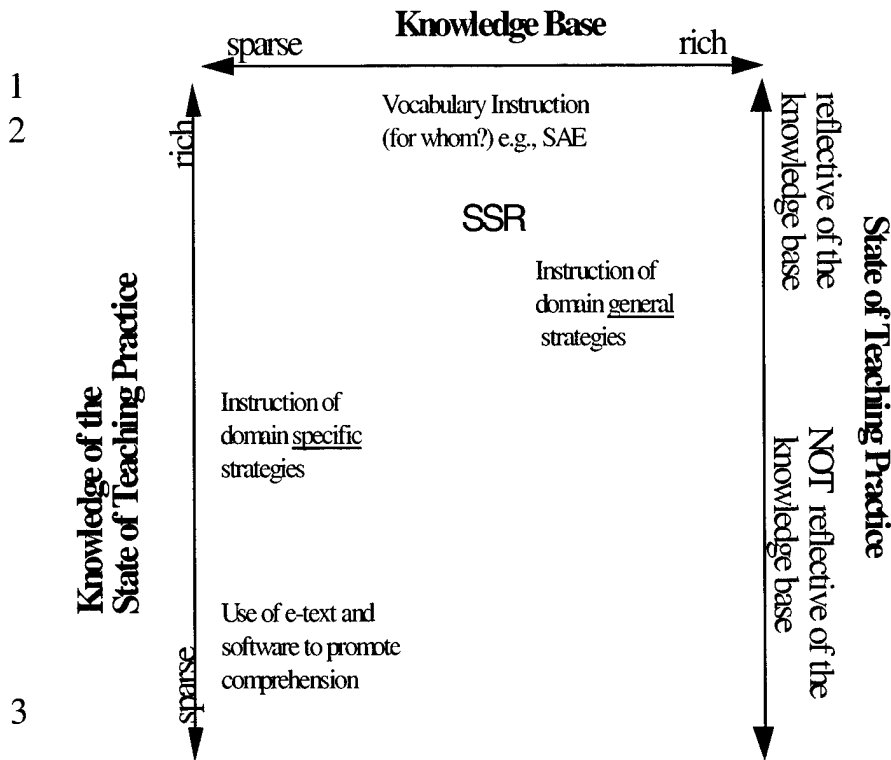 Knowledge Base
sparse
rich
1
2
rich
Vocabulary Instruction
(for whom?) e.g., SAE
SSR
Instruction of
domain general
strategies
reflective of the
knowledge base
State of Teaching Practice
Knowledge of the
State of Teaching Practice
Instruction of
domain specific
strategies
NOT reflective of the
knowledge base
Use of e-text and
software to promote
comprehension
sparse
3